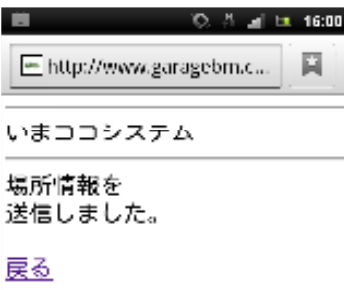 16:00
http://www.garagebm.c...
いまココシステム
場所情報を
送信しました。
戻る